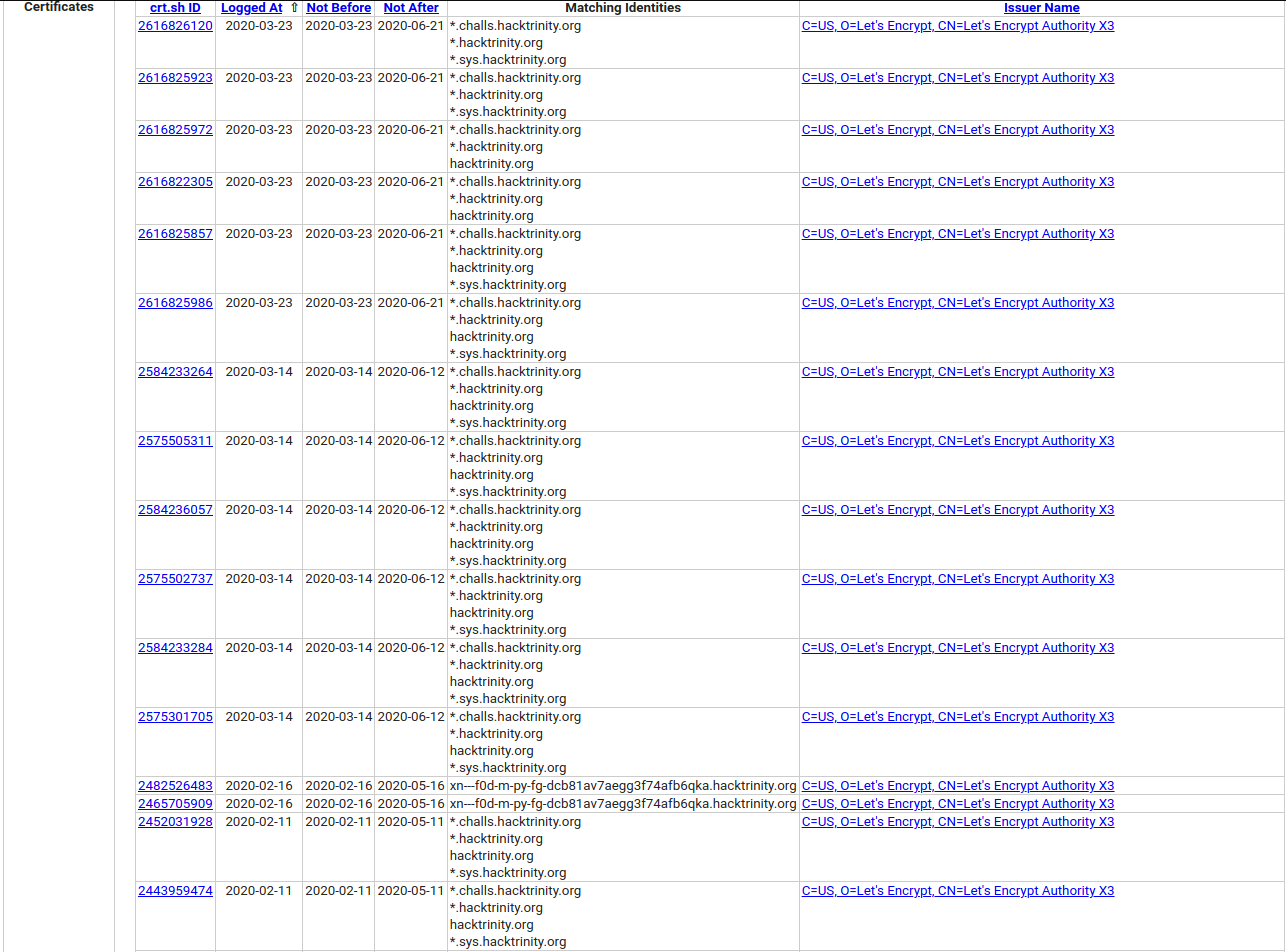 Certificates crt.sh ID Logged At ⇧ Not Before Not After Matching Identities Issuer Name
2616826120 2020-03-23 2020-03-23 2020-06-21 *.challs.hacktrinity.org C=US, O=Let's Encrypt, CN=Let's Encrypt Authority X3
*.hacktrinity.org
*.sys.hacktrinity.org
2616825923 2020-03-23 2020-03-23 2020-06-21 *.challs.hacktrinity.org C=US, O=Let's Encrypt, CN=Let's Encrypt Authority X3
*.hacktrinity.org
*.sys.hacktrinity.org
2616825972 2020-03-23 2020-03-23 2020-06-21 *.challs.hacktrinity.org C=US, O=Let's Encrypt, CN=Let's Encrypt Authority X3
*.hacktrinity.org
hacktrinity.org
2616822305 2020-03-23 2020-03-23 2020-06-21 *.challs.hacktrinity.org C=US, O=Let's Encrypt, CN=Let's Encrypt Authority X3
*.hacktrinity.org
hacktrinity.org
2616825857 2020-03-23 2020-03-23 2020-06-21 *.challs.hacktrinity.org C=US, O=Let's Encrypt, CN=Let's Encrypt Authority X3
*.hacktrinity.org
hacktrinity.org
*.sys.hacktrinity.org
2616825986 2020-03-23 2020-03-23 2020-06-21 *.challs.hacktrinity.org C=US, O=Let's Encrypt, CN=Let's Encrypt Authority X3
*.hacktrinity.org
hacktrinity.org
*.sys.hacktrinity.org
2584233264 2020-03-14 2020-03-14 2020-06-12 *.challs.hacktrinity.org C=US, O=Let's Encrypt, CN=Let's Encrypt Authority X3
*.hacktrinity.org
hacktrinity.org
*.sys.hacktrinity.org
2575505311 2020-03-14 2020-03-14 2020-06-12 *.challs.hacktrinity.org C=US, O=Let's Encrypt, CN=Let's Encrypt Authority X3
*.hacktrinity.org
hacktrinity.org
*.sys.hacktrinity.org
2584236057 2020-03-14 2020-03-14 2020-06-12 *.challs.hacktrinity.org C=US, O=Let's Encrypt, CN=Let's Encrypt Authority X3
*.hacktrinity.org
hacktrinity.org
*.sys.hacktrinity.org
2575502737 2020-03-14 2020-03-14 2020-06-12 *.challs.hacktrinity.org C=US, O=Let's Encrypt, CN=Let's Encrypt Authority X3
*.hacktrinity.org
hacktrinity.org
*.sys.hacktrinity.org
2584233284 2020-03-14 2020-03-14 2020-06-12 *.challs.hacktrinity.org C=US, O=Let's Encrypt, CN=Let's Encrypt Authority X3
*.hacktrinity.org
hacktrinity.org
*.sys.hacktrinity.org
2575301705 2020-03-14 2020-03-14 2020-06-12 *.challs.hacktrinity.org C=US, O=Let's Encrypt, CN=Let's Encrypt Authority X3
*.hacktrinity.org
hacktrinity.org
*.sys.hacktrinity.org
2482526483 2020-02-16 2020-02-16 2020-05-16 xn---f0d-m-py-fg-dcb81av7aegg3f74afb6qka.hacktrinity.org C=US, O=Let's Encrypt, CN=Let's Encrypt Authority X3
2465705909 2020-02-16 2020-02-16 2020-05-16 xn---f0d-m-py-fg-dcb81av7aegg3f74afb6qka.hacktrinity.org C=US, O=Let's Encrypt, CN=Let's Encrypt Authority X3
2452031928 2020-02-11 2020-02-11 2020-05-11 *.challs.hacktrinity.org C=US, O=Let's Encrypt, CN=Let's Encrypt Authority X3
*.hacktrinity.org
hacktrinity.org
*.sys.hacktrinity.org
2443959474 2020-02-11 2020-02-11 2020-05-11 *.challs.hacktrinity.org C=US, O=Let's Encrypt, CN=Let's Encrypt Authority X3
*.hacktrinity.org
hacktrinity.org
*.sys.hacktrinity.org